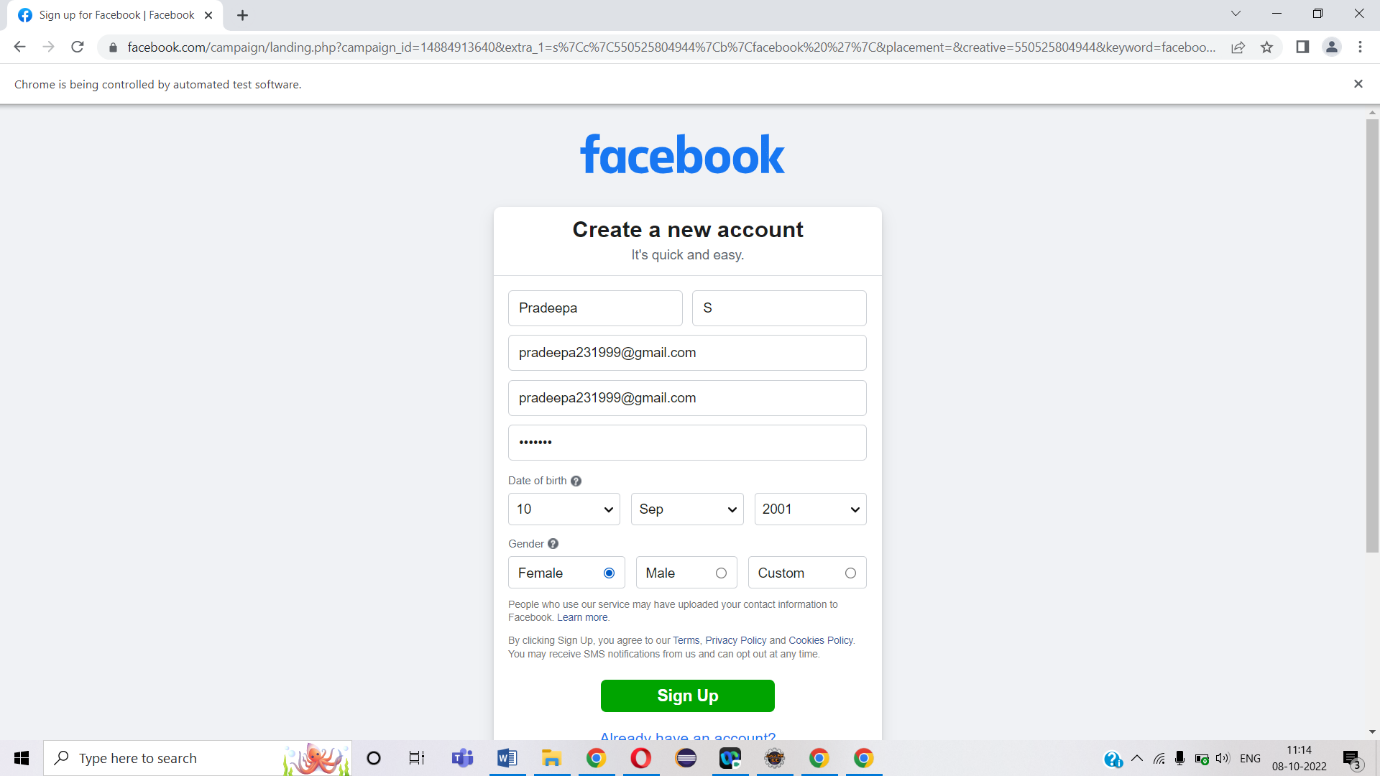 Sign up for Facebook | Facebook
facebook.com/campaign/landing.php?campaign_id=14884913640&extra_1=s%7Cc%7C550525804944%7Cb%7Cfacebook%20%27%7C&placement=&creative=550525804944&keyword=faceboo...
Chrome is being controlled by automated test software.
facebook
Create a new account
It's quick and easy.
Pradeepa S
pradeepa231999@gmail.com
pradeepa231999@gmail.com
•••••••
Date of birth ?
10 Sep 2001
Gender ?
Female Male Custom
People who use our service may have uploaded your contact information to
Facebook. Learn more.
By clicking Sign Up, you agree to our Terms, Privacy Policy and Cookies Policy.
You may receive SMS notifications from us and can opt out at any time.
Sign Up
Already have an account?
Type here to search
ENG
11:14
08-10-2022
3